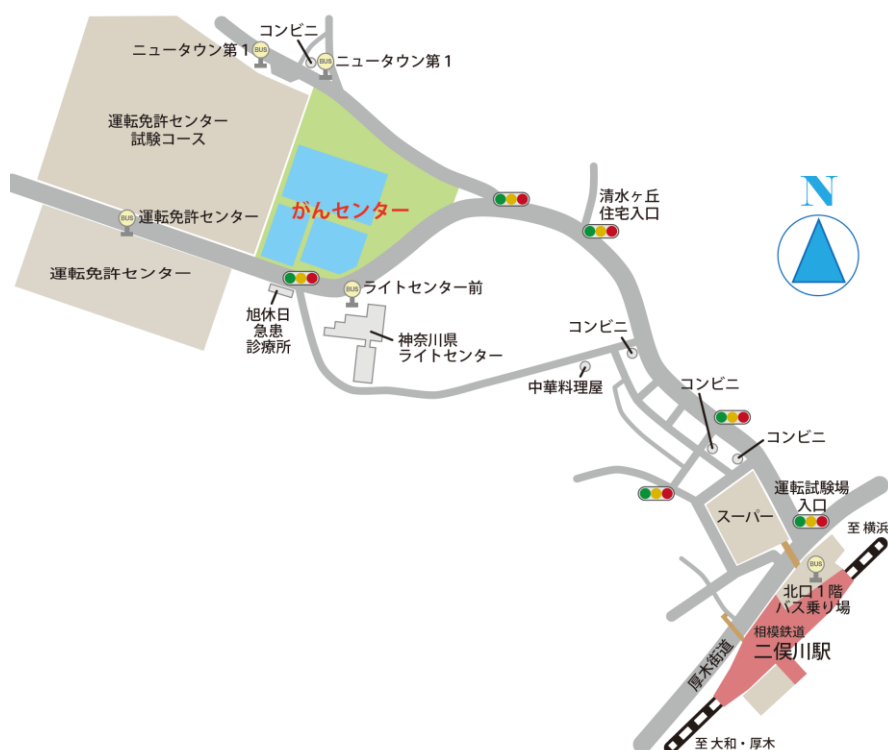 コンビニ
ニュータウン第1
BUS
BUS
ニュータウン第1
運転免許センター
試験コース
がんセンター
清水ヶ丘
住宅入口
N
BUS
運転免許センター
運転免許センター
BUS
ライトセンター前
旭休日
急患
診療所
神奈川県
ライトセンター
コンビニ
中華料理屋
コンビニ
コンビニ
スーパー
運転試験場
入口
至 横浜
BUS
北口1階
バス乗り場
相模鉄道
二俣川駅
厚木街道
至 大和・厚木